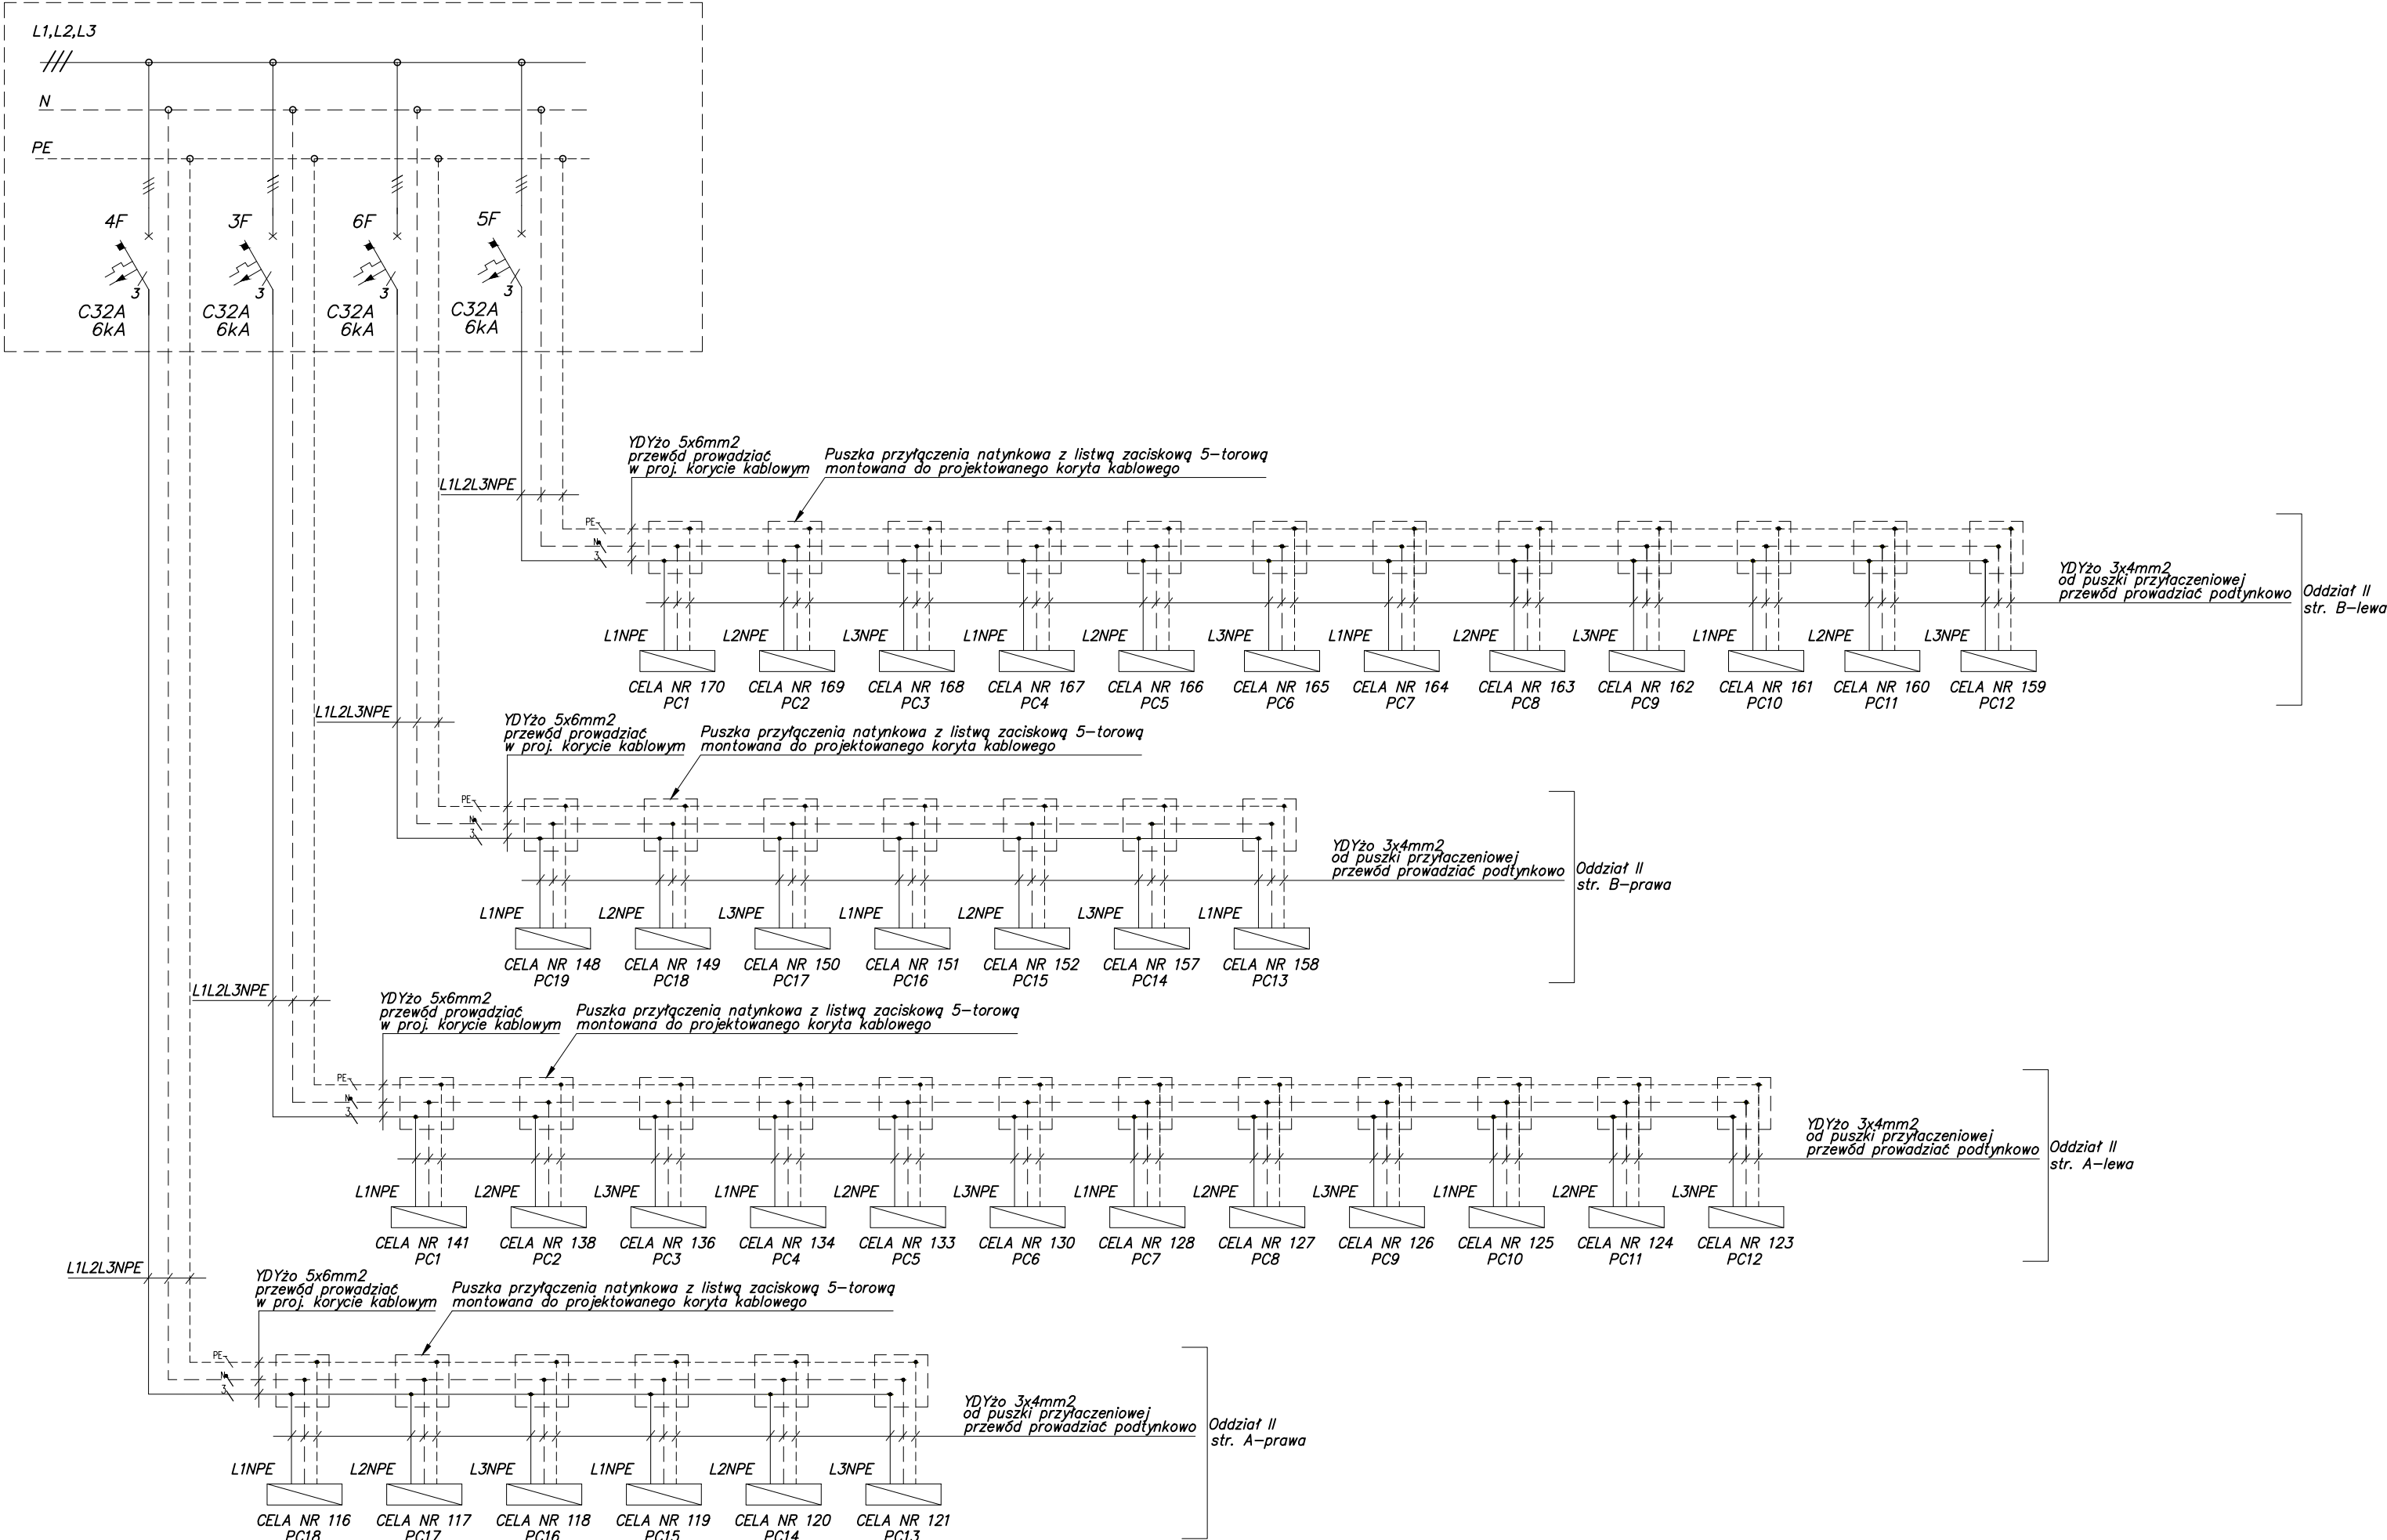 L1,L2,L3
N
PE
4F
3F
6F
5F
3
3
3
3
C32A
6kA
C32A
6kA
C32A
6kA
C32A
6kA
YDYżo 5x6mm2
przewód prowadziać
w proj. korycie kablowym
Puszka przyłączenia natynkowa z listwą zaciskową 5-torową
montowana do projektowanego koryta kablowego
L1L2L3NPE
PE
N
3
YDYżo 3x4mm2
od puszki przyłaczeniowej
przewód prowadziać podtynkowo
Oddział II
str. B-lewa
L1NPE L2NPE L3NPE L1NPE L2NPE L3NPE L1NPE L2NPE L3NPE L1NPE L2NPE L3NPE
CELA NR 170 CELA NR 169 CELA NR 168 CELA NR 167 CELA NR 166 CELA NR 165 CELA NR 164 CELA NR 163 CELA NR 162 CELA NR 161 CELA NR 160 CELA NR 159
PC1 PC2 PC3 PC4 PC5 PC6 PC7 PC8 PC9 PC10 PC11 PC12
L1L2L3NPE
YDYżo 5x6mm2
przewód prowadziać
w proj. korycie kablowym
Puszka przyłączenia natynkowa z listwą zaciskową 5-torową
montowana do projektowanego koryta kablowego
PE
N
3
YDYżo 3x4mm2
od puszki przyłaczeniowej
przewód prowadziać podtynkowo
Oddział II
str. B-prawa
L1NPE L2NPE L3NPE L1NPE L2NPE L3NPE L1NPE
CELA NR 148 CELA NR 149 CELA NR 150 CELA NR 151 CELA NR 152 CELA NR 157 CELA NR 158
PC19 PC18 PC17 PC16 PC15 PC14 PC13
L1L2L3NPE
YDYżo 5x6mm2
przewód prowadziać
w proj. korycie kablowym
Puszka przyłączenia natynkowa z listwą zaciskową 5-torową
montowana do projektowanego koryta kablowego
PE
N
3
YDYżo 3x4mm2
od puszki przyłaczeniowej
przewód prowadziać podtynkowo
Oddział II
str. A-lewa
L1NPE L2NPE L3NPE L1NPE L2NPE L3NPE L1NPE L2NPE L3NPE L1NPE L2NPE L3NPE
CELA NR 141 CELA NR 138 CELA NR 136 CELA NR 134 CELA NR 133 CELA NR 130 CELA NR 128 CELA NR 127 CELA NR 126 CELA NR 125 CELA NR 124 CELA NR 123
PC1 PC2 PC3 PC4 PC5 PC6 PC7 PC8 PC9 PC10 PC11 PC12
L1L2L3NPE
YDYżo 5x6mm2
przewód prowadziać
w proj. korycie kablowym
Puszka przyłączenia natynkowa z listwą zaciskową 5-torową
montowana do projektowanego koryta kablowego
PE
N
3
YDYżo 3x4mm2
od puszki przyłaczeniowej
przewód prowadziać podtynkowo
Oddział II
str. A-prawa
L1NPE L2NPE L3NPE L1NPE L2NPE L3NPE
CELA NR 116 CELA NR 117 CELA NR 118 CELA NR 119 CELA NR 120 CELA NR 121
PC18 PC17 PC16 PC15 PC14 PC13